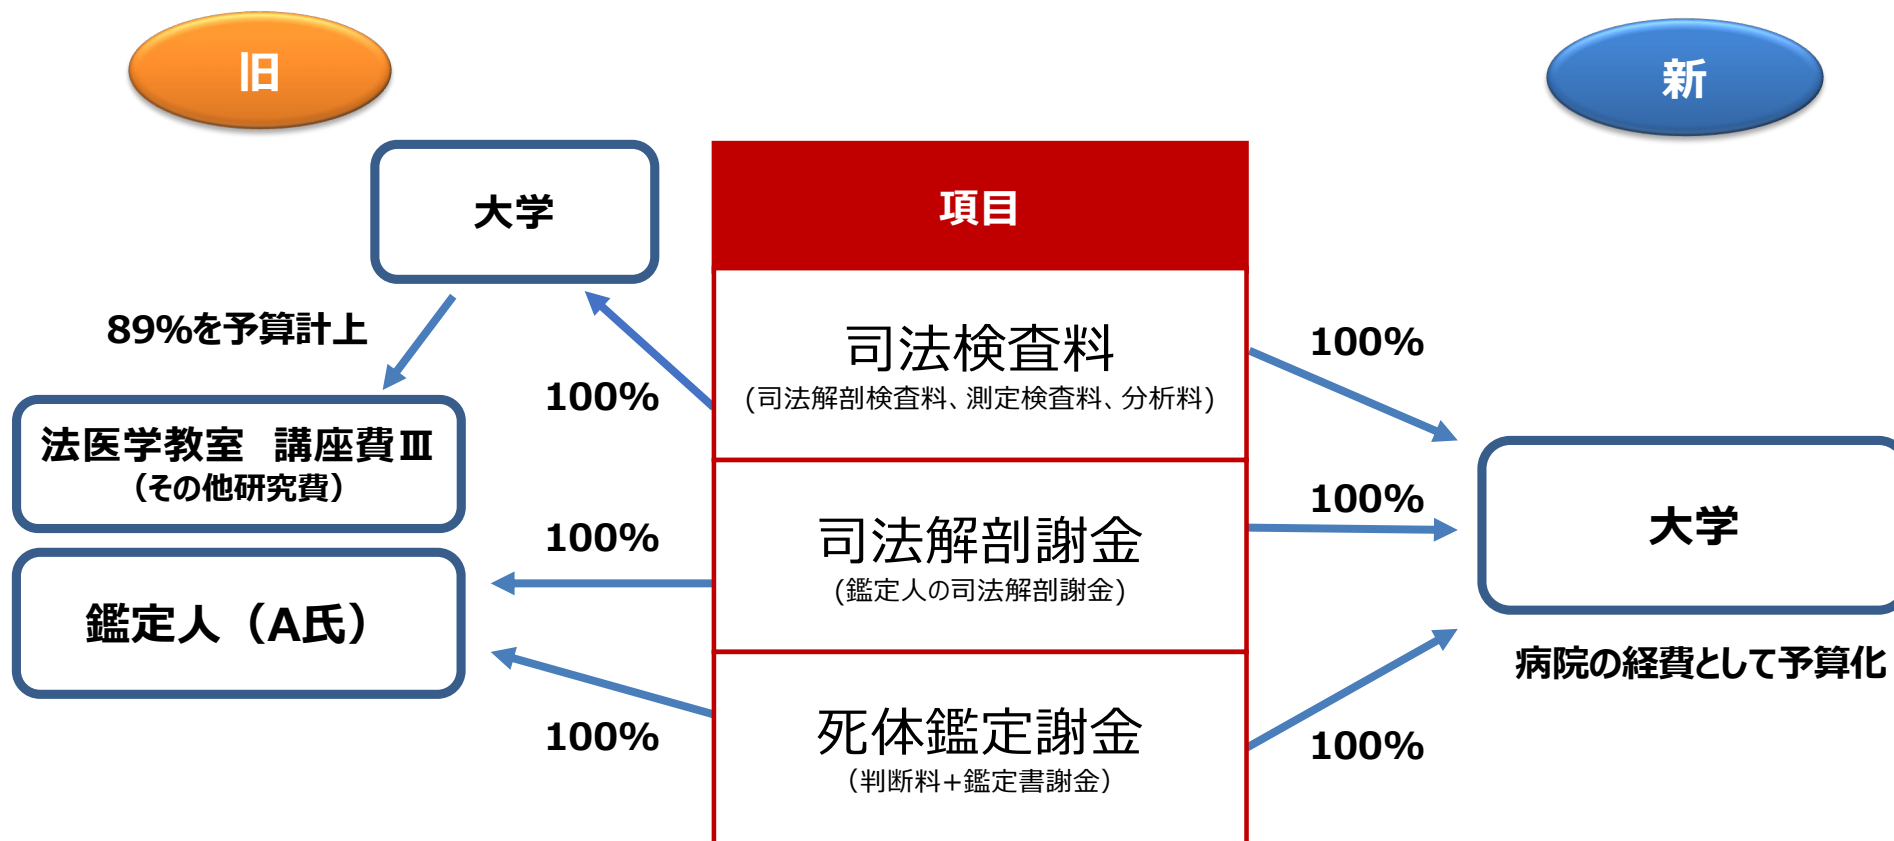 旧
新
大学
項目
89%を予算計上
100%
司法検査料
(司法解剖検査料、測定検査料、分析料)
100%
法医学教室　講座費Ⅲ
（その他研究費）
100%
司法解剖謝金
(鑑定人の司法解剖謝金)
100%
大学
鑑定人（A氏）
病院の経費として予算化
100%
死体鑑定謝金
（判断料+鑑定書謝金）
100%